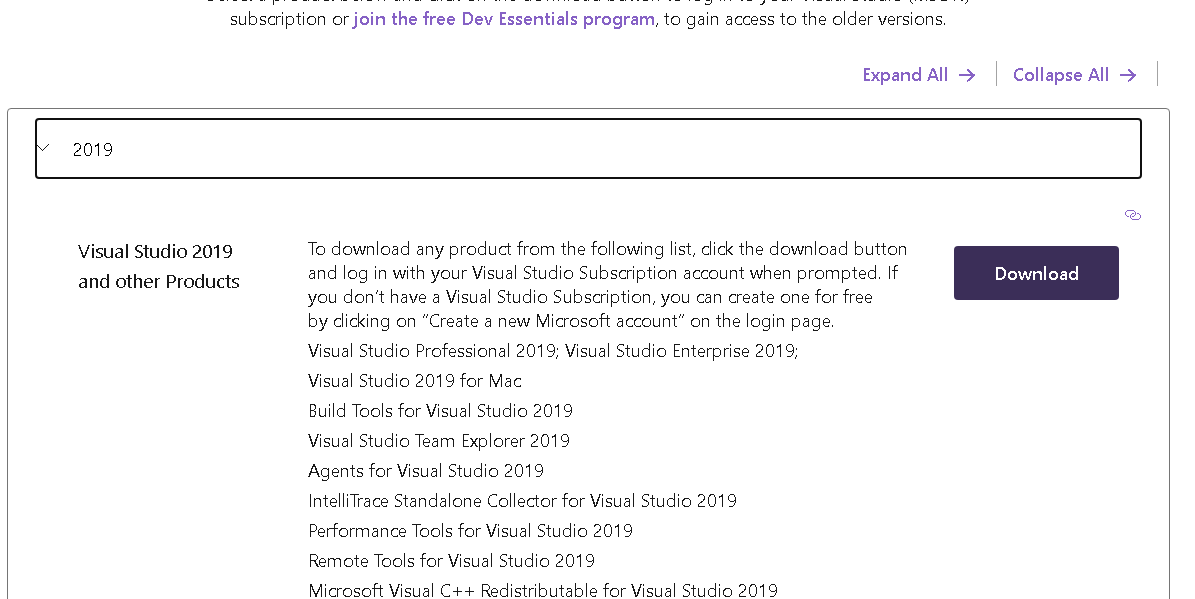 subscription or join the free Dev Essentials program, to gain access to the older versions.
Expand All
Collapse All
2019
Visual Studio 2019
and other Products
To download any product from the following list, click the download button
and log in with your Visual Studio Subscription account when prompted. If
you don't have a Visual Studio Subscription, you can create one for free
by clicking on “Create a new Microsoft account” on the login page.
Visual Studio Professional 2019; Visual Studio Enterprise 2019;
Visual Studio 2019 for Mac
Build Tools for Visual Studio 2019
Visual Studio Team Explorer 2019
Agents for Visual Studio 2019
IntelliTrace Standalone Collector for Visual Studio 2019
Performance Tools for Visual Studio 2019
Remote Tools for Visual Studio 2019
Microsoft Visual C++ Redistributable for Visual Studio 2019
Download